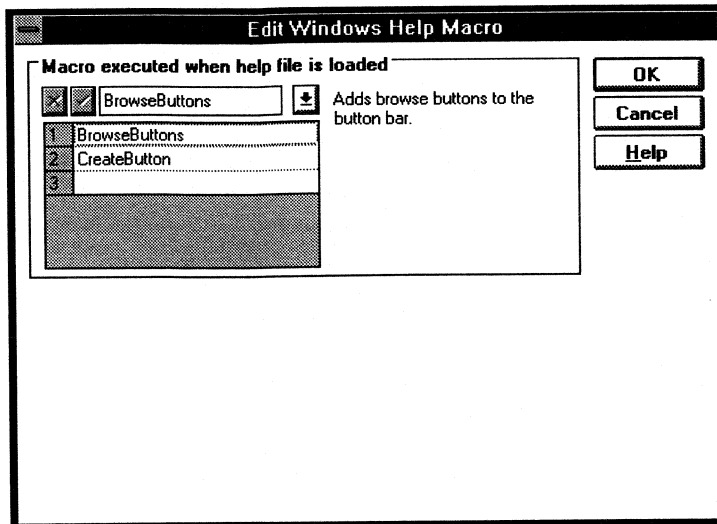 Edit Windows Help Macro
Macro executed when help file is loaded
BrowseButtons
Adds browse buttons to the
button bar.
1 BrowseButtons
2 CreateButton
3
OK
Cancel
Help